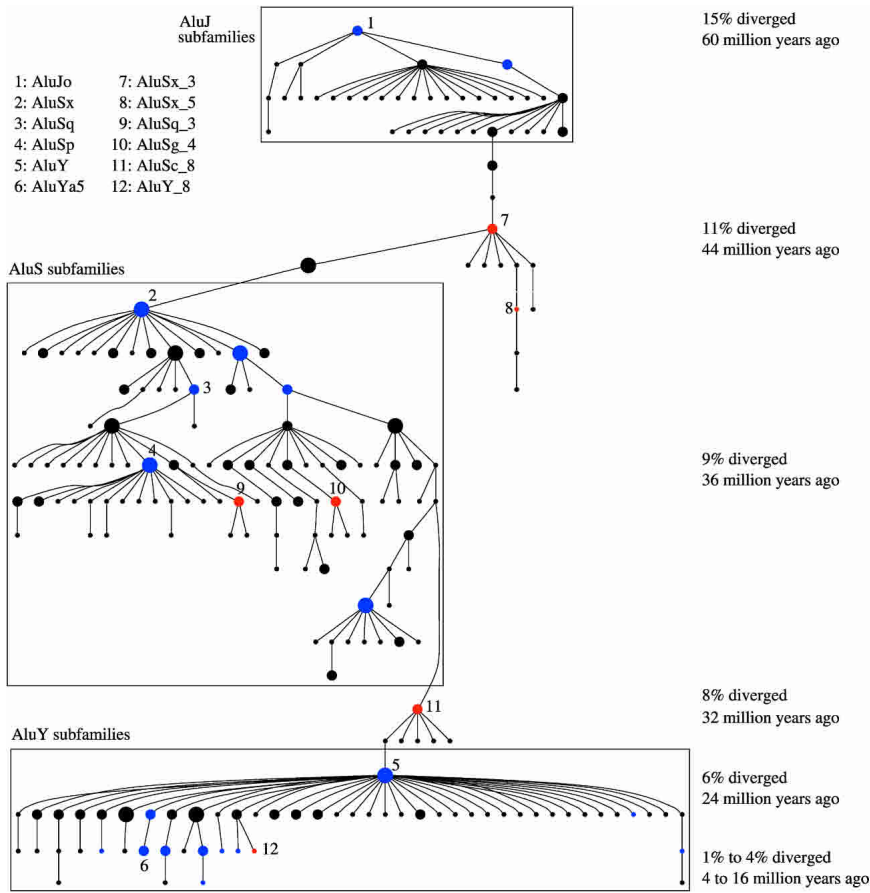 AluJ
subfamilies
1
15% diverged
60 million years ago
1: AluJo
2: AluSx
3: AluSq
4: AluSp
5: AluY
6: AluYa5
7: AluSx_3
8: AluSx_5
9: AluSq_3
10: AluSg_4
11: AluSc_8
12: AluY_8
7
11% diverged
44 million years ago
AluS subfamilies
2
8
3
4
9
10
9% diverged
36 million years ago
11
8% diverged
32 million years ago
AluY subfamilies
5
6% diverged
24 million years ago
6
12
1% to 4% diverged
4 to 16 million years ago